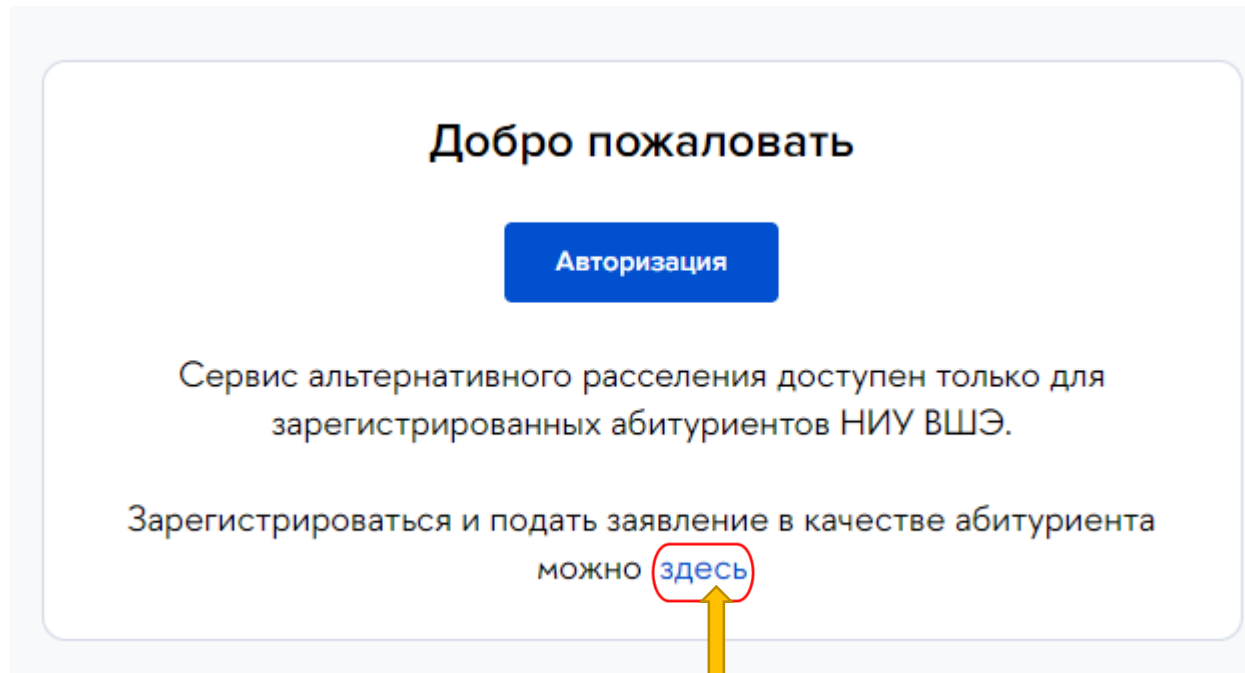 Добро пожаловать
Авторизация
Сервис альтернативного расселения доступен только для
зарегистрированных абитуриентов НИУ ВШЭ.
Зарегистрироваться и подать заявление в качестве абитуриента
можно здесь